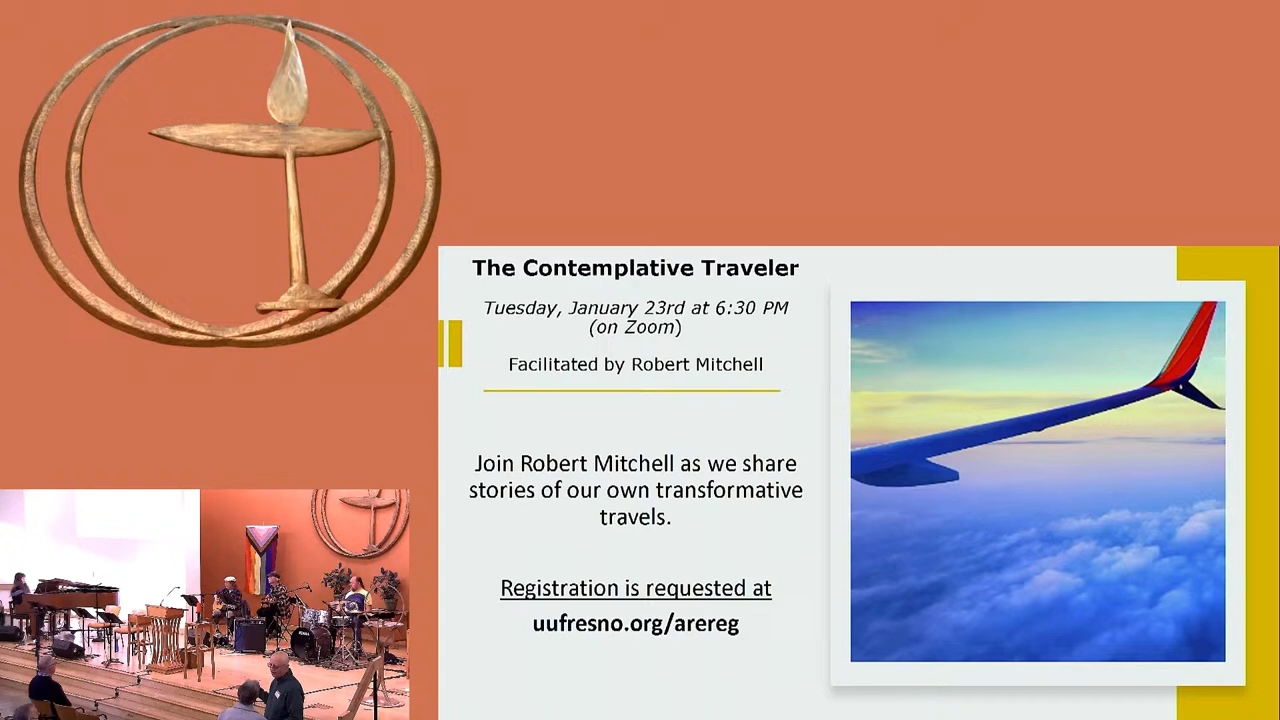 The Contemplative Traveler
Tuesday, January 23rd at 6:30 PM
(on Zoom)
Facilitated by Robert Mitchell
Join Robert Mitchell as we share
stories of our own transformative
travels.
Registration is requested at
uufresno.org/arereg